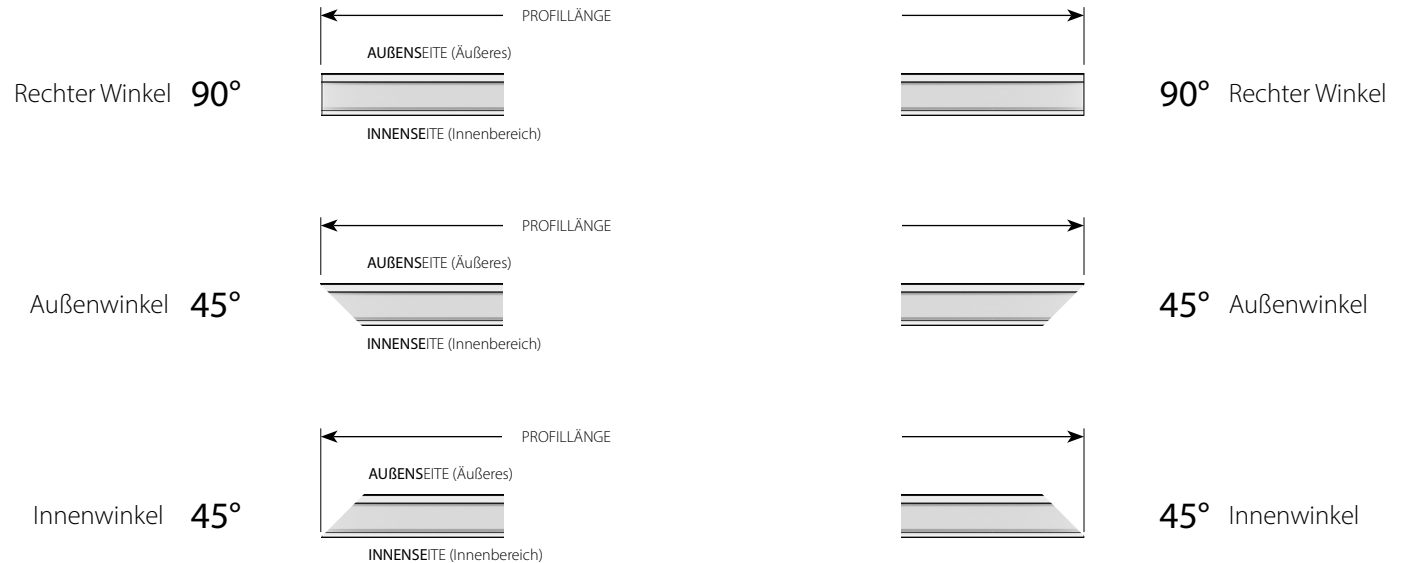 PROFILLÄNGE
AUßENSEITE (Äußeres)
Rechter Winkel 90°
90° Rechter Winkel
INNENSEITE (Innenbereich)
PROFILLÄNGE
AUßENSEITE (Äußeres)
Außenwinkel 45°
45° Außenwinkel
INNENSEITE (Innenbereich)
PROFILLÄNGE
AUßENSEITE (Äußeres)
Innenwinkel 45°
45° Innenwinkel
INNENSEITE (Innenbereich)